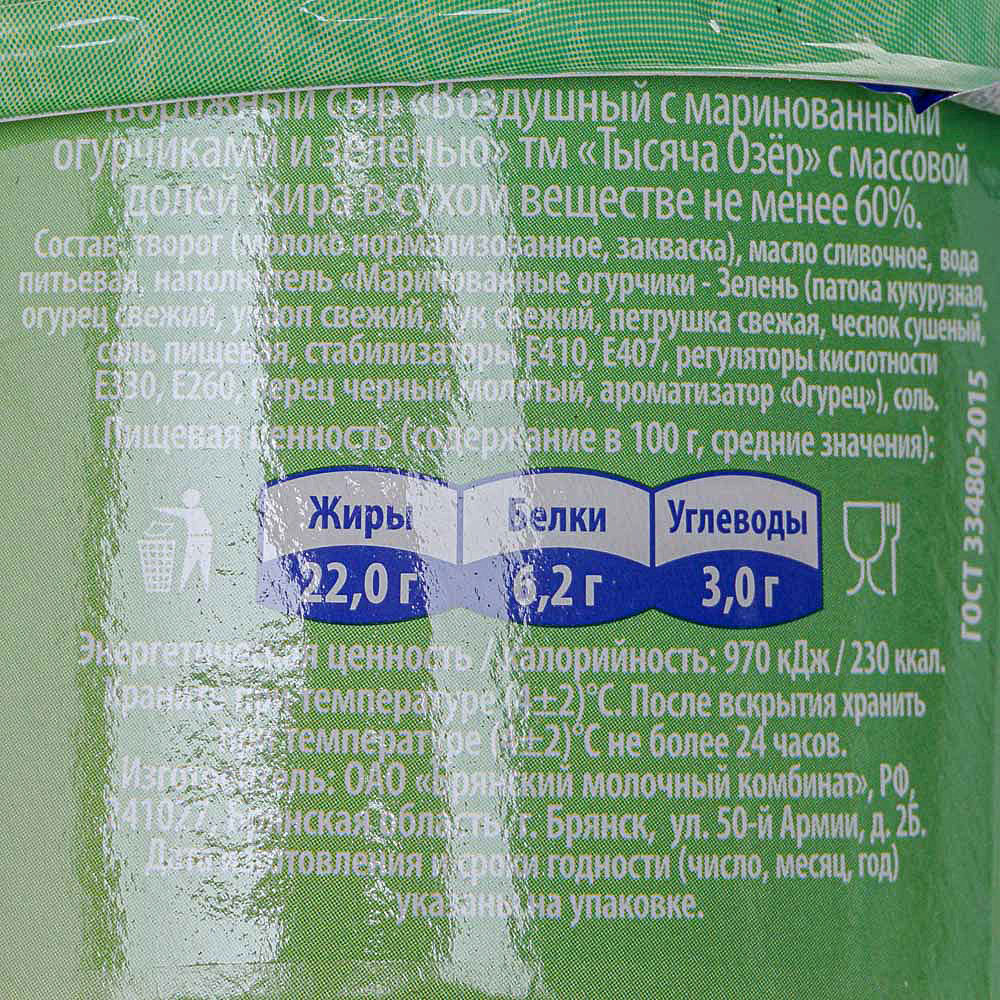 Творожный сыр «Воздушный с маринованными
огурчиками и зеленью» тм «Тысяча Озёр» с массовой
долей жира в сухом веществе не менее 60%.
Состав: творог (молоко нормализованное, закваска), масло сливочное, вода
питьевая, наполнитель «Маринованные огурчики - Зелень (патока кукурузная,
огурец свежий, укроп свежий, лук свежий, петрушка свежая, чеснок сушеный,
соль пищевая, стабилизаторы Е410, Е407, регуляторы кислотности
Е330, Е260, перец черный молотый, ароматизатор «Огурец»), соль.
Пищевая ценность (содержание в 100 г, средние значения):
Жиры Белки Углеводы
22,0 г 6,2 г 3,0 г
Энергетическая ценность / калорийность: 970 кДж / 230 ккал.
Хранить при температуре (4±2)°С. После вскрытия хранить
при температуре (4±2)°С не более 24 часов.
Изготовитель: ОАО «Брянский молочный комбинат», РФ,
241027, Брянская область, г. Брянск, ул. 50-й Армии, д. 2Б.
Дата изготовления и сроки годности (число, месяц, год)
указаны на упаковке.
ГОСТ 33480-2015